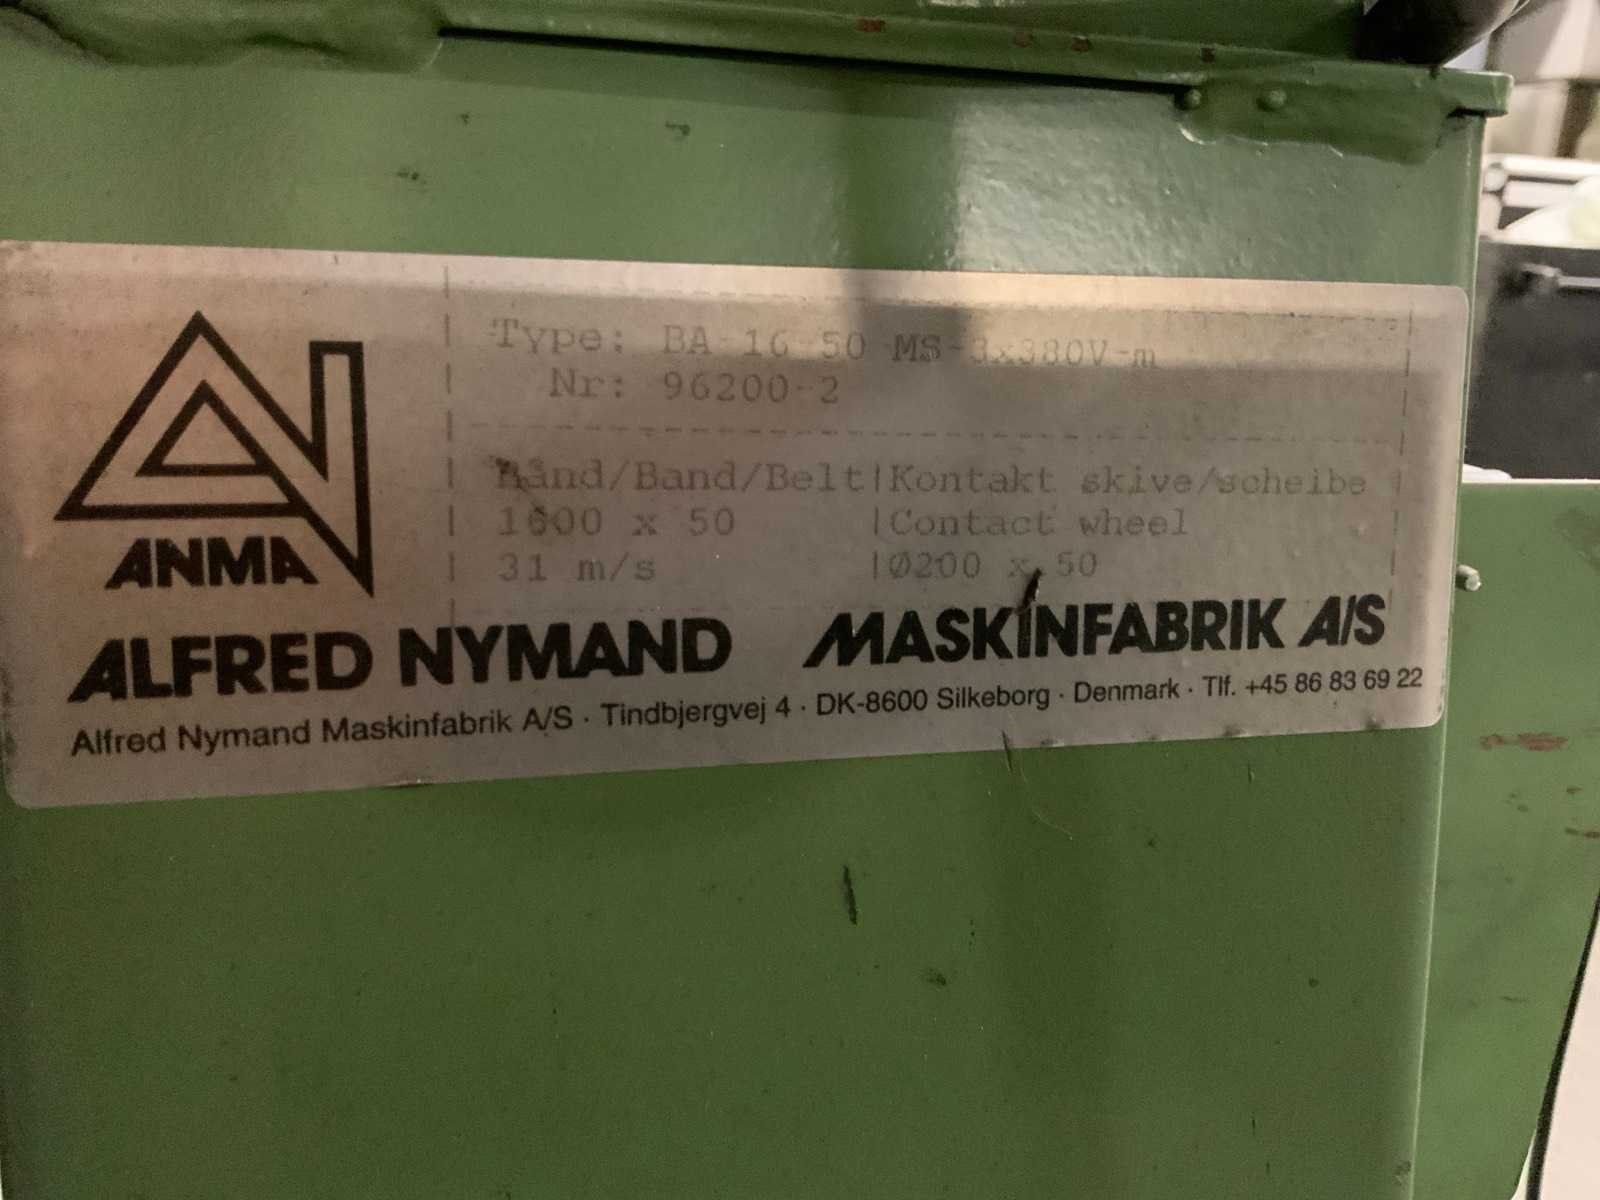 Type: BA-16-50 MS-3x380V-m
Nr: 96200-2
Bånd/Band/Belt|Kontakt skive/scheibe
1600 x 50 |Contact wheel
31 m/s |Ø200 x 50
ANMA
ALFRED NYMAND MASKINFABRIK A/S
Alfred Nymand Maskinfabrik A/S · Tindbjergvej 4 · DK-8600 Silkeborg · Denmark · Tlf. +45 86 83 69 22